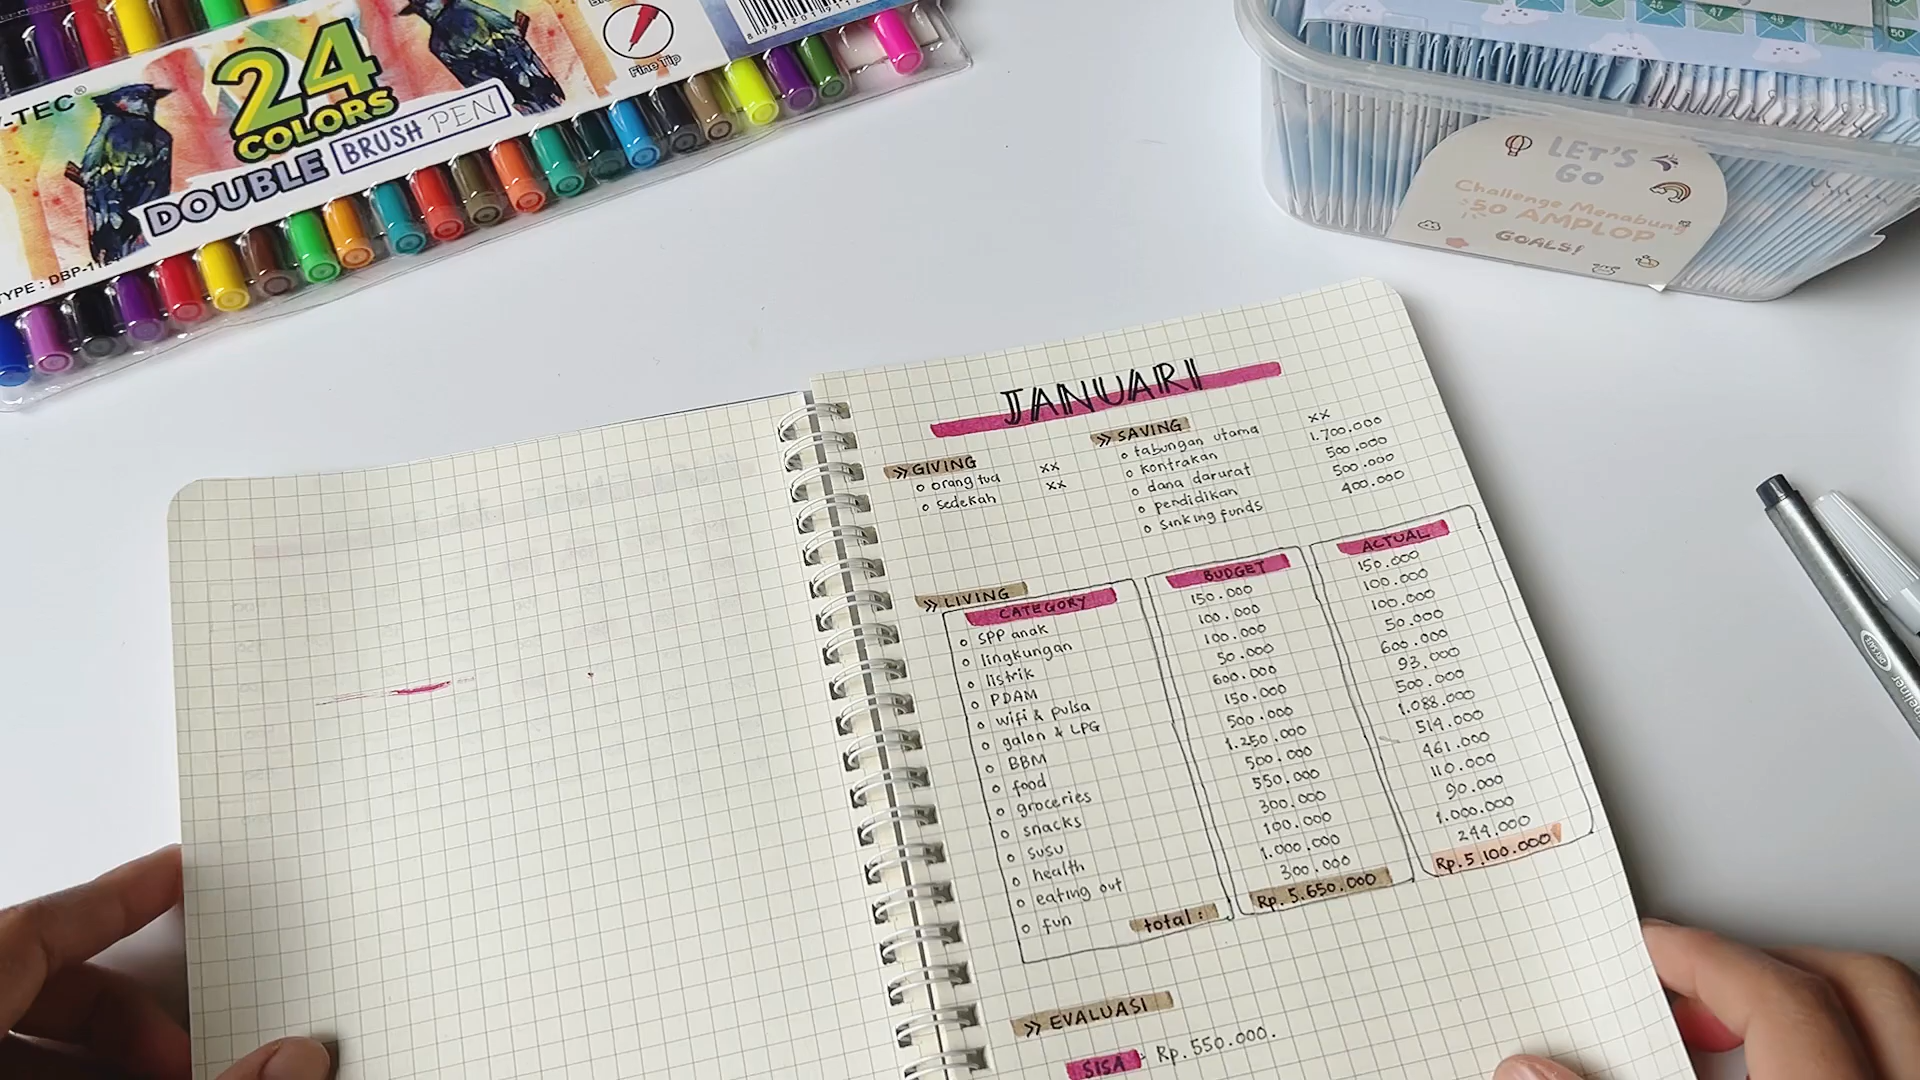 -TEC®
24
COLORS
DOUBLE BRUSH PEN
Fine Tip
TYPE : DBP-
46 47 48 49 50
LET'S
GO
Challenge Menabung
50 AMPLOP
GOALS!
JANUARI
» GIVING
o orang tua xx
o sedekah xx
» SAVING
o tabungan utama xx
o kontrakan 1.700.000
o dana darurat 500.000
o pendidikan 500.000
o sinking funds 400.000
» LIVING
CATEGORY BUDGET ACTUAL
o SPP anak 150.000 150.000
o lingkungan 100.000 100.000
o listrik 100.000 100.000
o PDAM 50.000 50.000
o wifi & pulsa 600.000 600.000
o galon & LPG 150.000 93.000
o BBM 500.000 500.000
o food 1.250.000 1.088.000
o groceries 500.000 514.000
o snacks 550.000 461.000
o susu 300.000 110.000
o health 100.000 90.000
o eating out 1.000.000 1.000.000
o fun 300.000 244.000
total : Rp. 5.650.000 Rp. 5.100.000
» EVALUASI
SISA : Rp. 550.000.